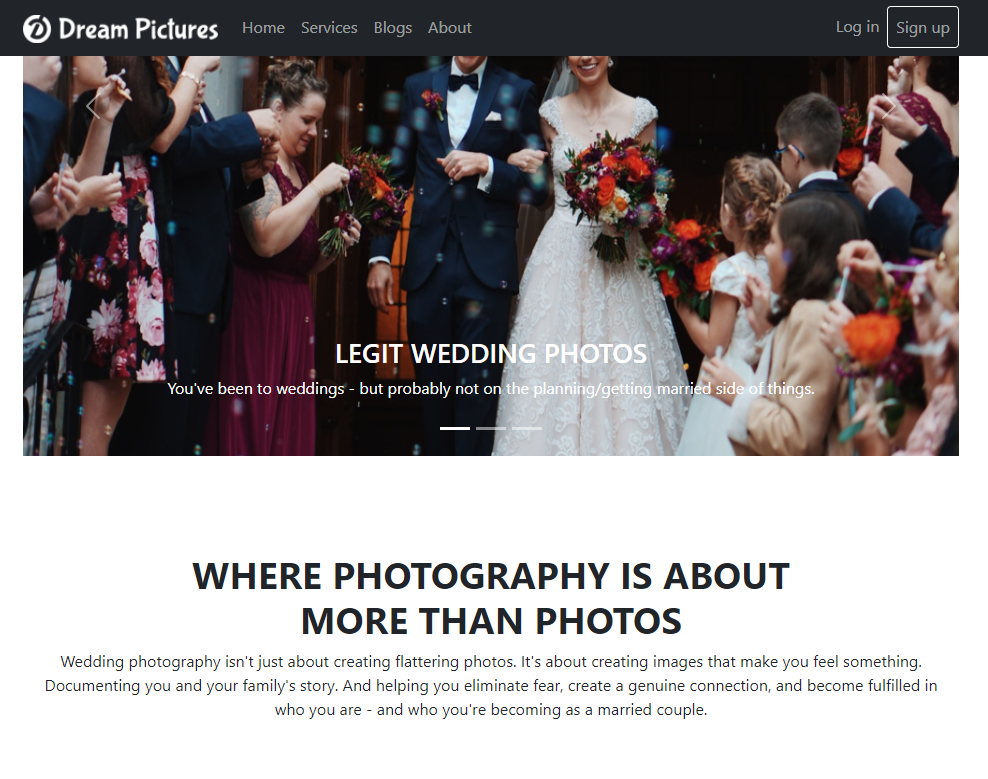 Dream Pictures Home Services Blogs About Log in Sign up
LEGIT WEDDING PHOTOS
You've been to weddings - but probably not on the planning/getting married side of things.
WHERE PHOTOGRAPHY IS ABOUT
MORE THAN PHOTOS
Wedding photography isn't just about creating flattering photos. It's about creating images that make you feel something.
Documenting you and your family's story. And helping you eliminate fear, create a genuine connection, and become fulfilled in
who you are - and who you're becoming as a married couple.